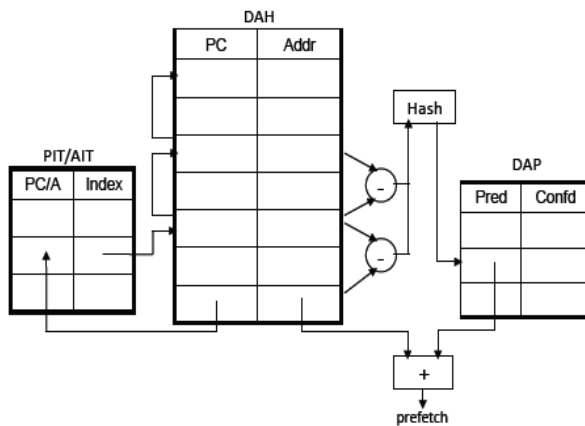 DAH
PC Addr
Hash
PIT/AIT
PC/A Index
DAP
Pred Confd
-
-
+
prefetch